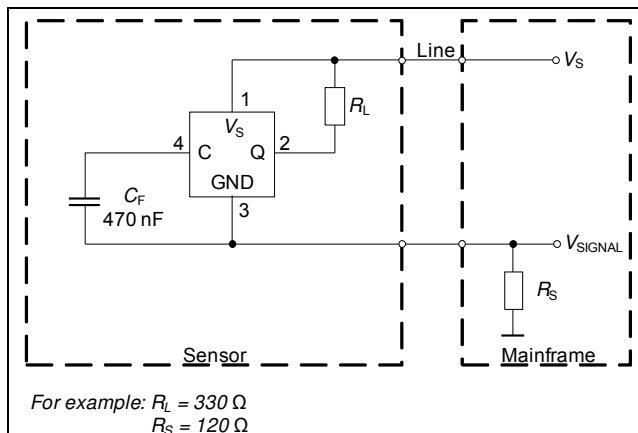 Line
V_S
R_L
1
V_S
4
2
C
Q
GND
C_F
470 nF
3
V_SIGNAL
R_S
Sensor
Mainframe
For example: R_L = 330 Ω
R_S = 120 Ω